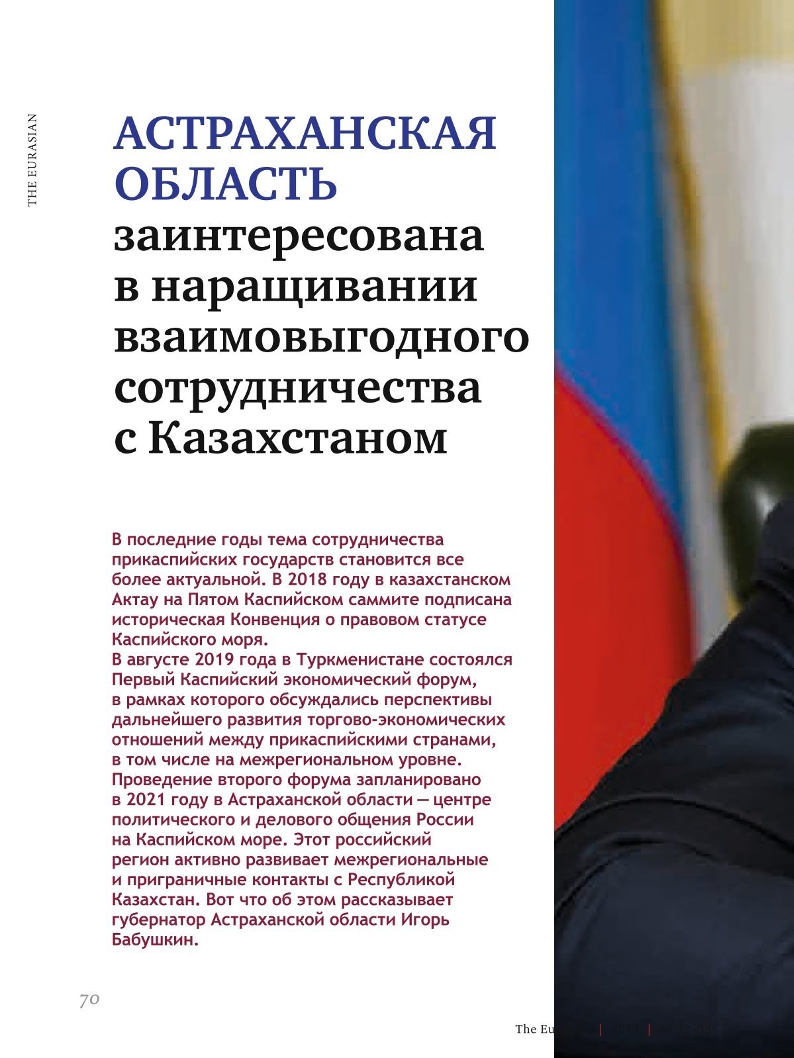 THE EURASIAN
АСТРАХАНСКАЯ
ОБЛАСТЬ
заинтересована
в наращивании
взаимовыгодного
сотрудничества
с Казахстаном
В последние годы тема сотрудничества
прикаспийских государств становится все
более актуальной. В 2018 году в казахстанском
Актау на Пятом Каспийском саммите подписана
историческая Конвенция о правовом статусе
Каспийского моря.
В августе 2019 года в Туркменистане состоялся
Первый Каспийский экономический форум,
в рамках которого обсуждались перспективы
дальнейшего развития торгово-экономических
отношений между прикаспийскими странами,
в том числе на межрегиональном уровне.
Проведение второго форума запланировано
в 2021 году в Астраханской области — центре
политического и делового общения России
на Каспийском море. Этот российский
регион активно развивает межрегиональные
и приграничные контакты с Республикой
Казахстан. Вот что об этом рассказывает
губернатор Астраханской области Игорь
Бабушкин.
70
The